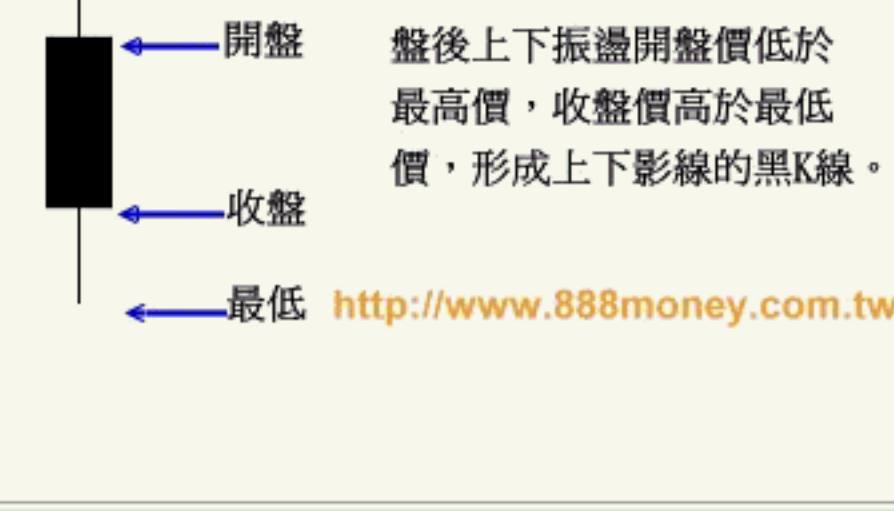 開盤
盤後上下振盪開盤價低於
最高價，收盤價高於最低
價，形成上下影線的黑K線。
收盤
最低
http://www.888money.com.tw